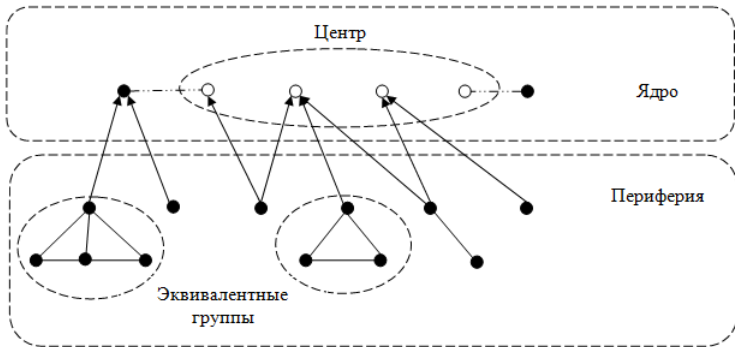 Центр
Ядро
Периферия
Эквивалентные
группы